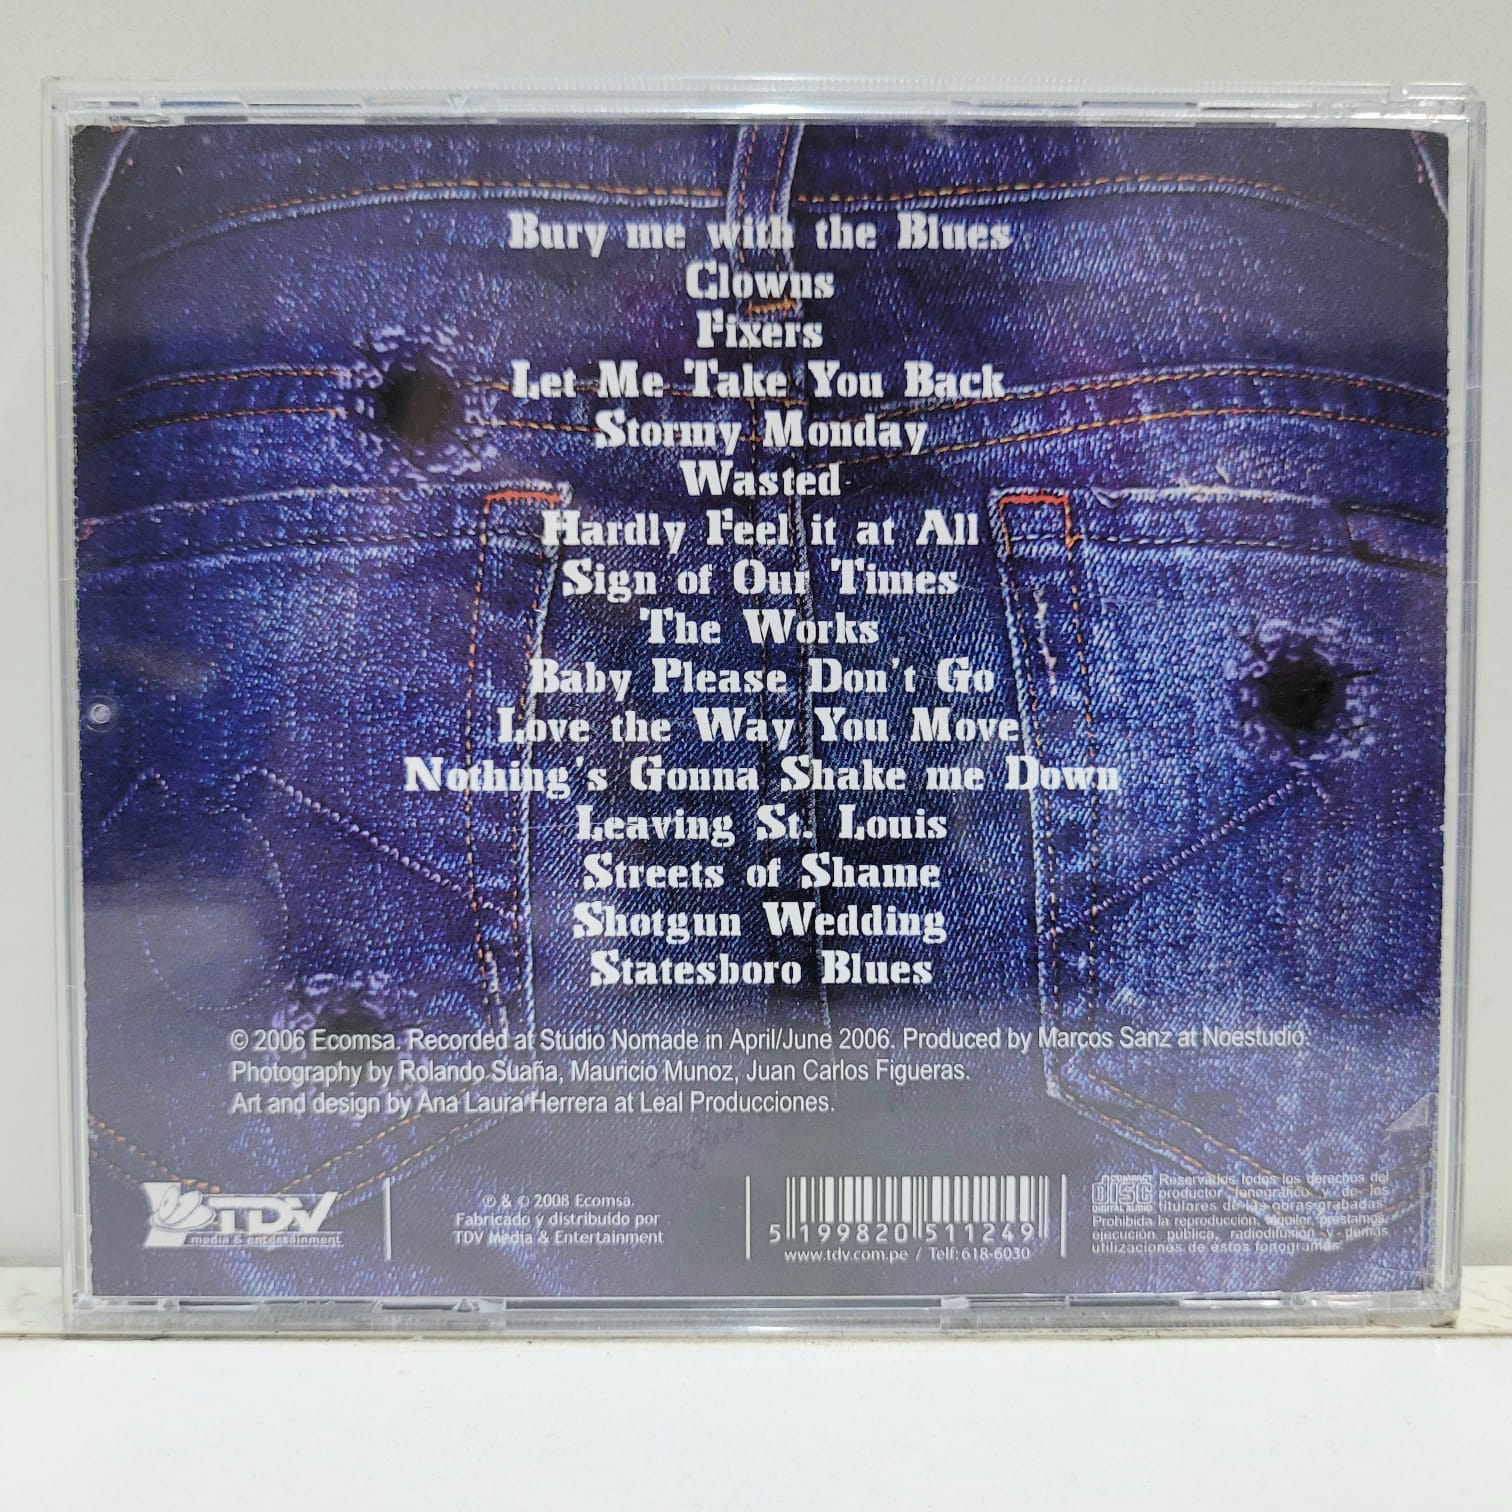 Bury me with the Blues
Clowns
Fixers
Let Me Take You Back
Stormy Monday
Wasted
Hardly Feel it at All
Sign of Our Times
The Works
Baby Please Don't Go
Love the Way You Move
Nothing's Gonna Shake me Down
Leaving St. Louis
Streets of Shame
Shotgun Wedding
Statesboro Blues
© 2006 Ecomsa. Recorded at Studio Nomade in April/June 2006. Produced by Marcos Sanz at Noestudio.
Photography by Rolando Suaña, Mauricio Munoz, Juan Carlos Figueras.
Art and design by Ana Laura Herrera at Leal Producciones.
TDV
media & entertainment
℗ & © 2008 Ecomsa.
Fabricado y distribuido por
TDV Media & Entertainment
5 199820 511249
www.tdv.com.pe / Telf: 618-6030
COMPACT
disc
DIGITAL AUDIO
Reservados todos los derechos del
productor fonográfico y de los
titulares de las obras grabadas.
Prohibida la reproducción, alquiler, préstamos,
ejecución pública, radiodifusión y demás
utilizaciones de estos fonogramas.